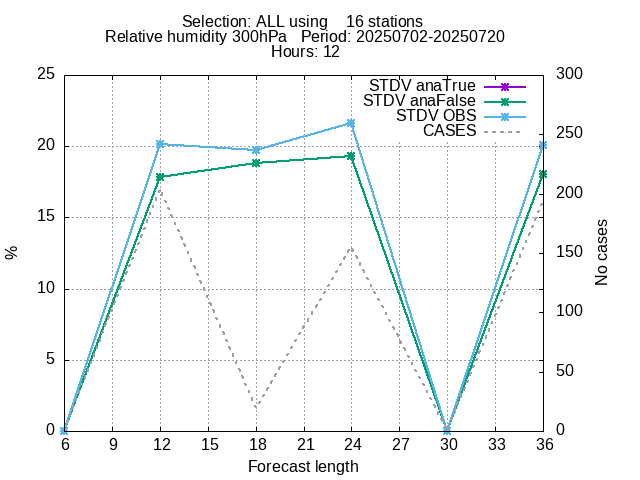 Selection: ALL using 16 stations
Relative humidity 300hPa Period: 20250702-20250720
Hours: 12
25 300
STDV anaTrue
STDV anaFalse
STDV OBS
CASES
250
20
200
15
% No cases
150
10
100
5
50
0 0
6 9 12 15 18 21 24 27 30 33 36
Forecast length